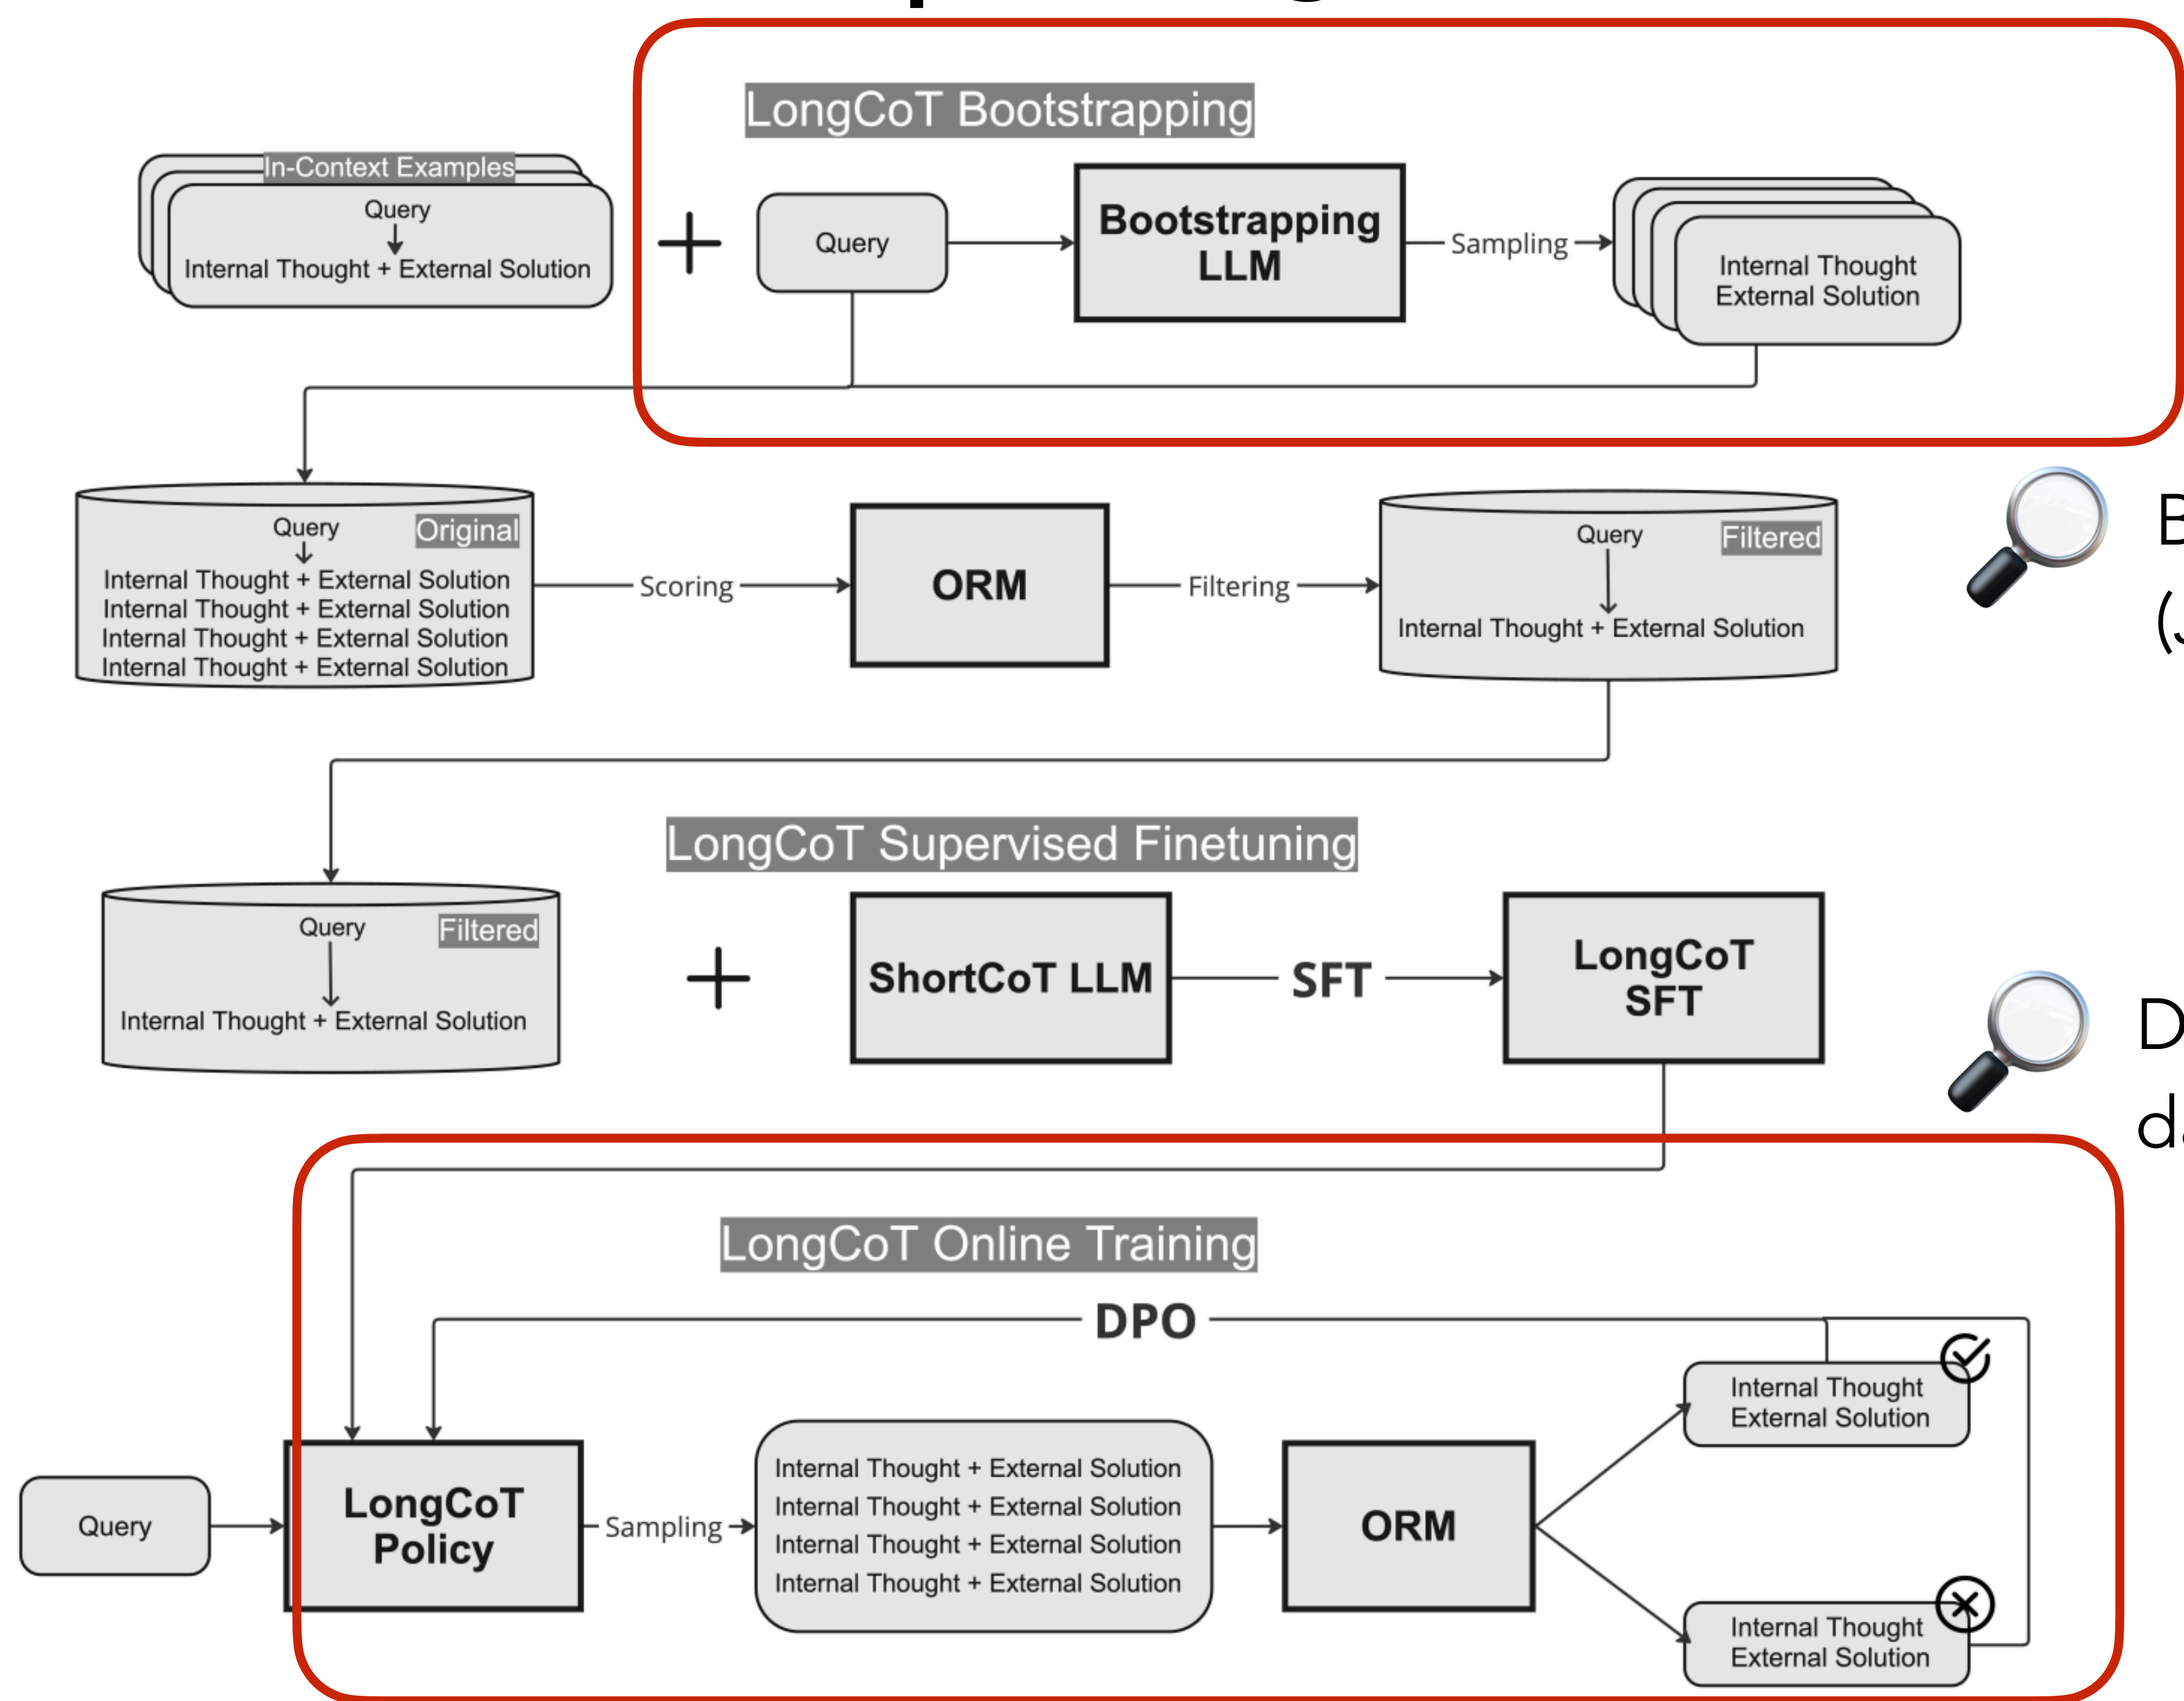 LongCoT Bootstrapping
In-Context Examples
Query
Internal Thought + External Solution
+
Query
Bootstrapping
LLM
Sampling
Internal Thought
External Solution
Query
Original
Internal Thought + External Solution
Internal Thought + External Solution
Internal Thought + External Solution
Internal Thought + External Solution
Scoring
ORM
Filtering
Query
Filtered
Internal Thought + External Solution
B
(
LongCoT Supervised Finetuning
Query
Filtered
Internal Thought + External Solution
+
ShortCoT LLM
SFT
LongCoT
SFT
D
d
LongCoT Online Training
DPO
Query
LongCoT
Policy
Sampling
Internal Thought + External Solution
Internal Thought + External Solution
Internal Thought + External Solution
Internal Thought + External Solution
ORM
Internal Thought
External Solution
Internal Thought
External Solution